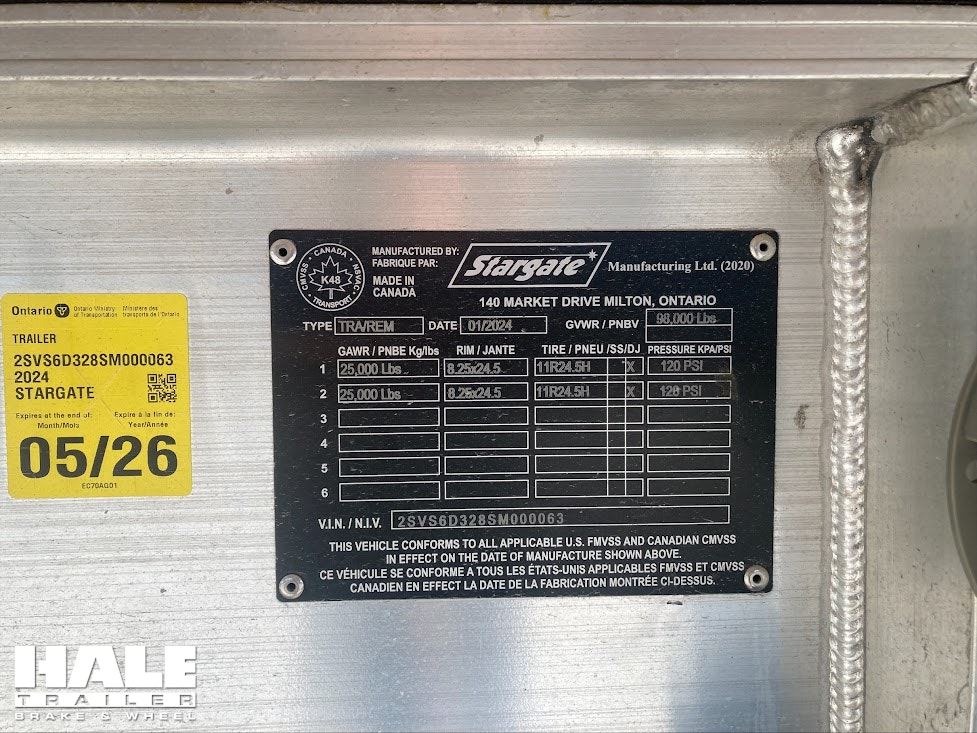 Ontario
Ontario Ministry of Transportation
Ministère des transports de l'Ontario
TRAILER
2SVS6D328SM000063
2024
STARGATE
Expires at the end of:
Month/Mois
Expire à la fin de:
Year/Année
05/26
EC70AG01
CMVSS • CANADA • NSVAC
K48
TRANSPORT
MANUFACTURED BY:
FABRIQUE PAR:
MADE IN
CANADA
Stargate
Manufacturing Ltd. (2020)
140 MARKET DRIVE MILTON, ONTARIO
TYPE TRA/REM DATE 01/2024 GVWR / PNBV 98,000 Lbs
GAWR / PNBE Kg/lbs RIM / JANTE TIRE / PNEU /SS/DJ PRESSURE KPA/PSI
1 25,000 Lbs 8.25x24.5 11R24.5H X 120 PSI
2 25,000 Lbs 8.25x24.5 11R24.5H X 120 PSI
3
4
5
6
V.I.N. / N.I.V. 2SVS6D328SM000063
THIS VEHICLE CONFORMS TO ALL APPLICABLE U.S. FMVSS AND CANADIAN CMVSS
IN EFFECT ON THE DATE OF MANUFACTURE SHOWN ABOVE.
CE VÉHICULE SE CONFORME A TOUS LES ÉTATS-UNIS APPLICABLES FMVSS ET CMVSS
CANADIEN EN EFFECT LA DATE DE LA FABRICATION MONTRÉE CI-DESSUS.
HALE
TRAILER
BRAKE & WHEEL